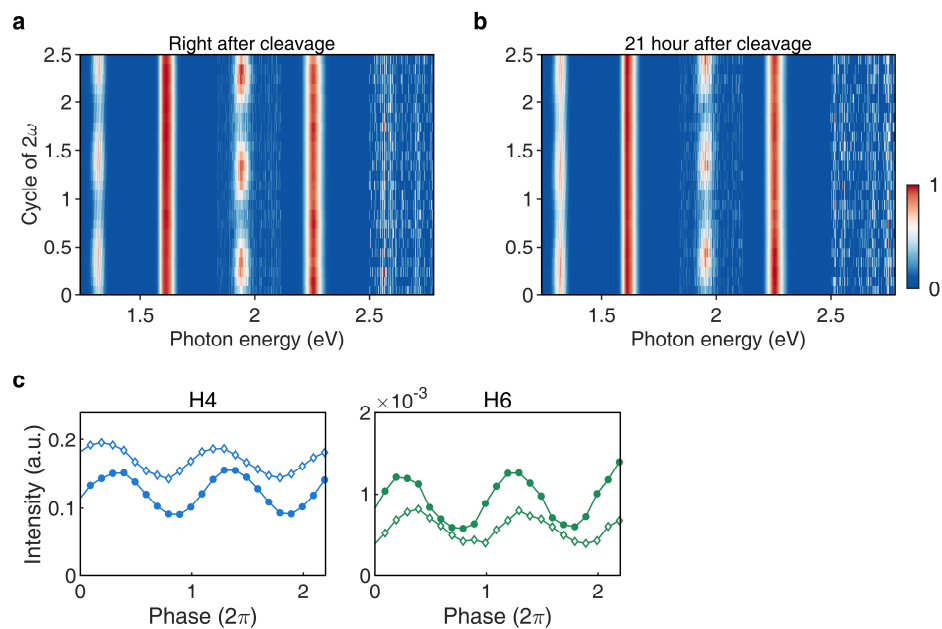 a
b
Right after cleavage
21 hour after cleavage
2.5
2
1.5
1
0.5
0
Cycle of 2ω
1.5
2
2.5
Photon energy (eV)
2.5
2
1.5
1
0.5
0
1.5
2
2.5
Photon energy (eV)
1
0
c
H4
H6
×10⁻³
0.2
0.1
0
Intensity (a.u.)
0
1
2
Phase (2π)
2
1
0
0
1
2
Phase (2π)